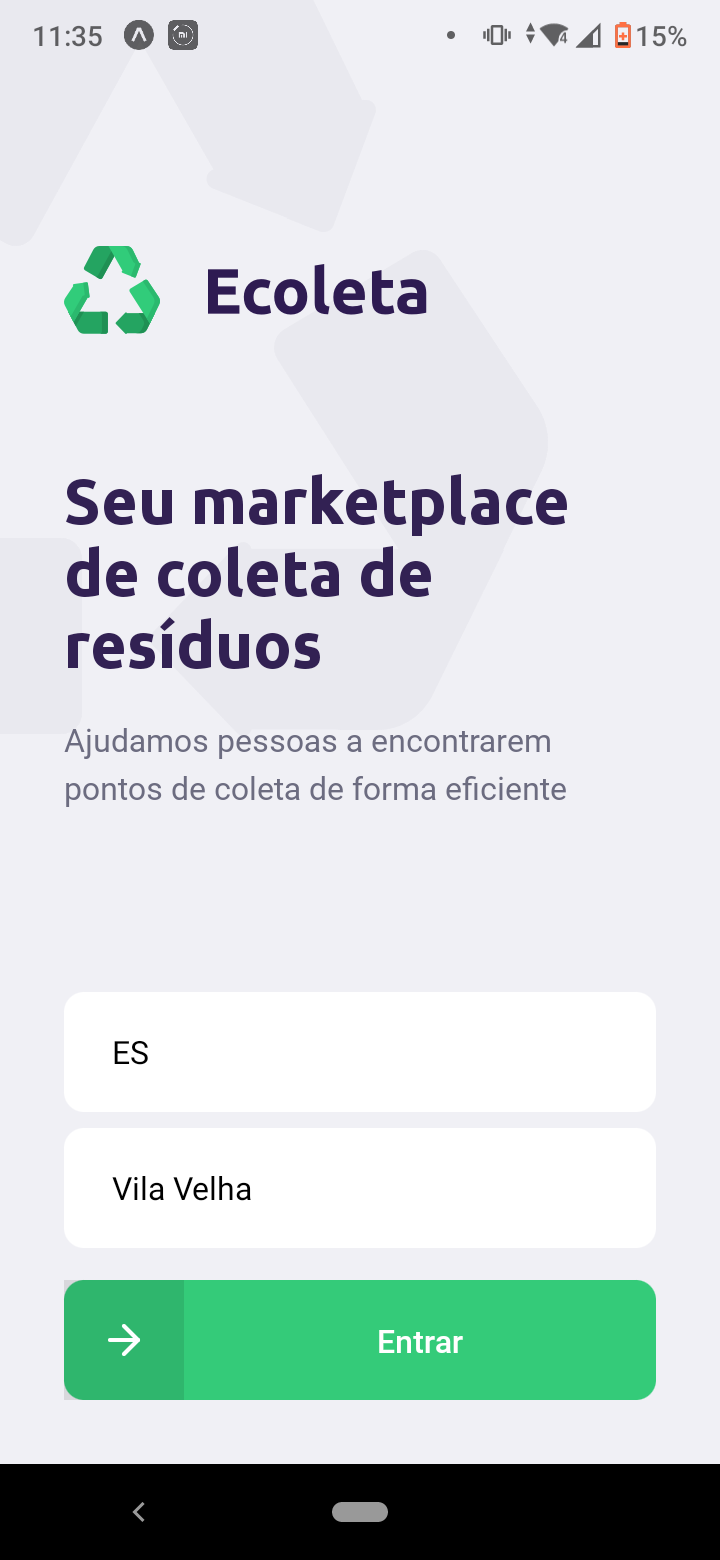 11:35
4
15%
Ecoleta
Seu marketplace
de coleta de
resíduos
Ajudamos pessoas a encontrarem
pontos de coleta de forma eficiente
ES
Vila Velha
Entrar